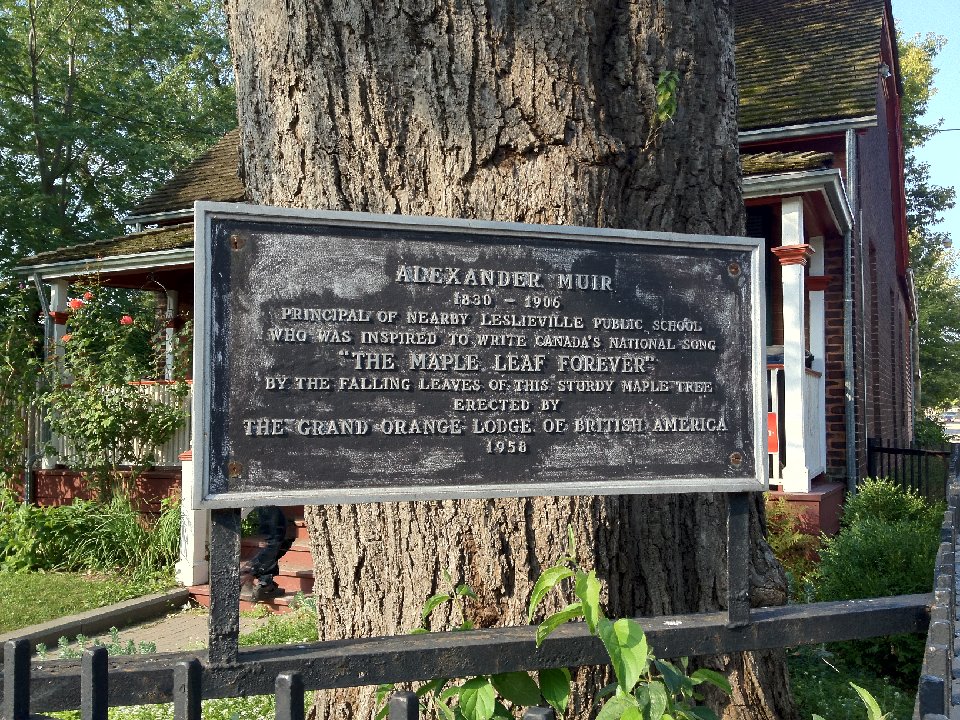 ALEXANDER MUIR
1830 - 1906
PRINCIPAL OF NEARBY LESLIEVILLE PUBLIC SCHOOL
WHO WAS INSPIRED TO WRITE CANADA'S NATIONAL SONG
"THE MAPLE LEAF FOREVER"
BY THE FALLING LEAVES OF THIS STURDY MAPLE TREE
ERECTED BY
THE GRAND ORANGE LODGE OF BRITISH AMERICA
1958